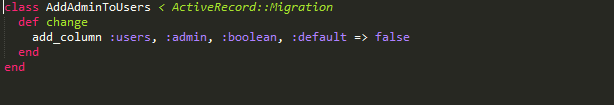 class AddAdminToUsers < ActiveRecord::Migration
  def change
    add_column :users, :admin, :boolean, :default => false
  end
end